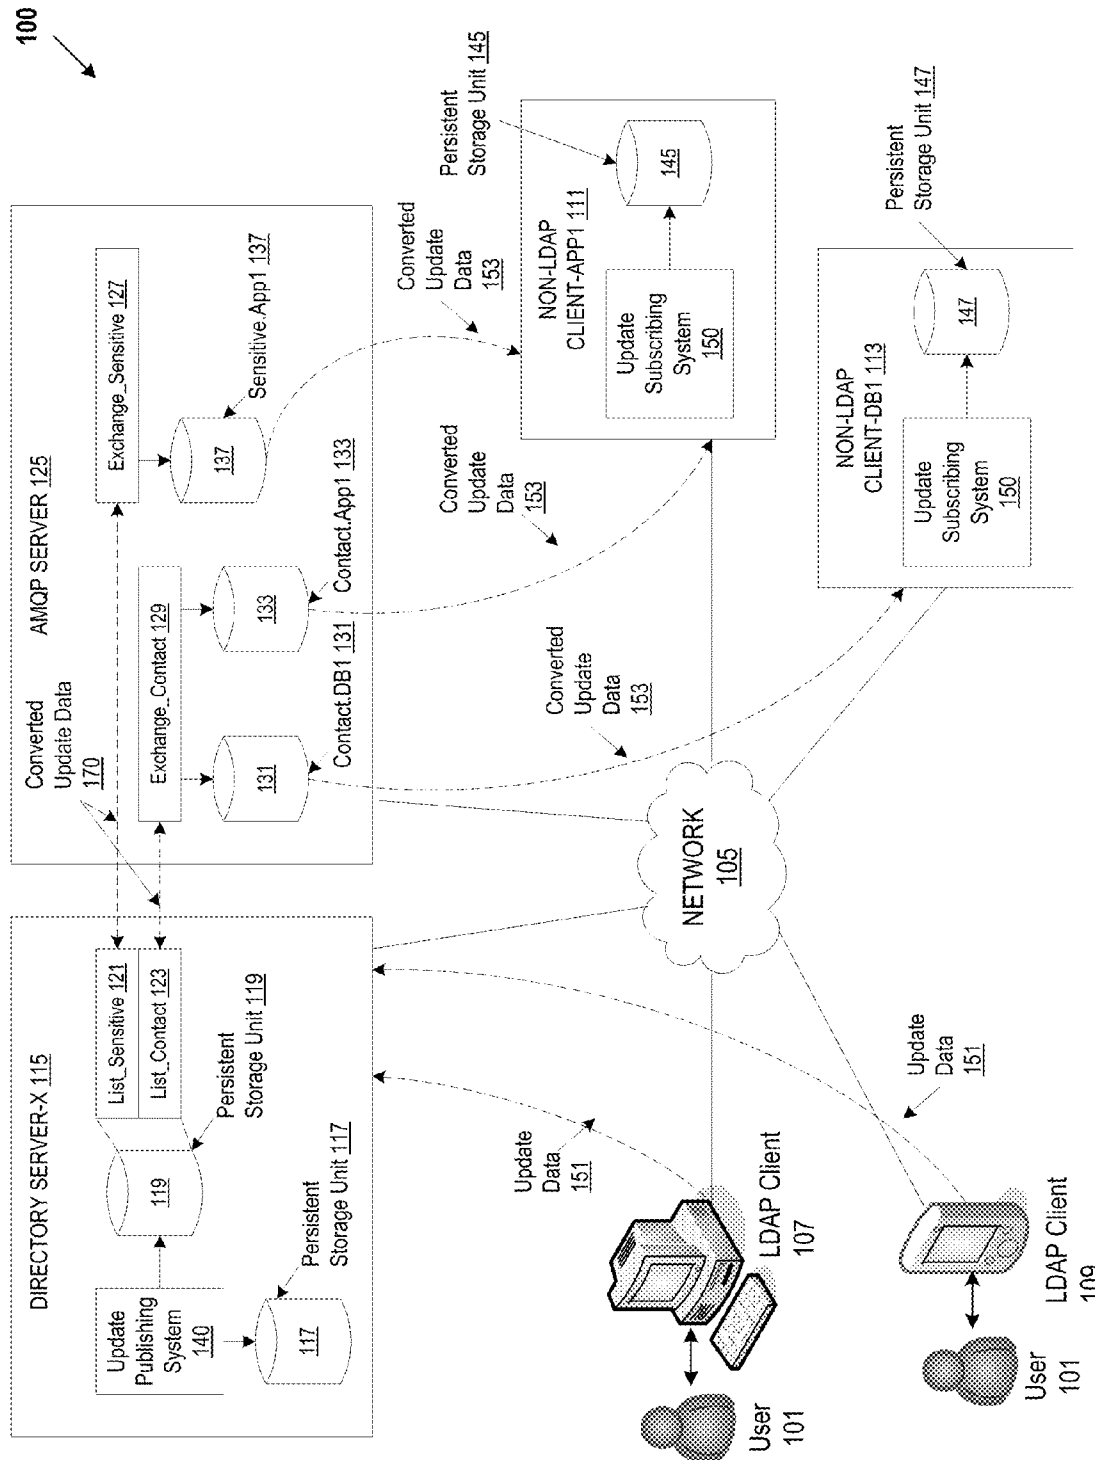 100
DIRECTORY SERVER-X 115
Update
Publishing
System
140
119
List_Sensitive 121
List_Contact 123
Persistent
Storage Unit 119
117
Persistent
Storage Unit 117
Converted
Update Data
170
AMQP SERVER 125
Exchange_Sensitive 127
137
Sensitive.App1 137
Exchange_Contact 129
131
133
Contact.DB1 131
Contact.App1 133
Converted
Update
Data
153
Converted
Update
Data
153
Converted
Update
Data
153
Persistent
Storage Unit 145
NON-LDAP
CLIENT-APP1 111
145
Update
Subscribing
System
150
Persistent
Storage Unit 147
NON-LDAP
CLIENT-DB1 113
147
Update
Subscribing
System
150
NETWORK
105
Update
Data
151
Update
Data
151
User
101
LDAP Client
107
User
101
LDAP Client
109